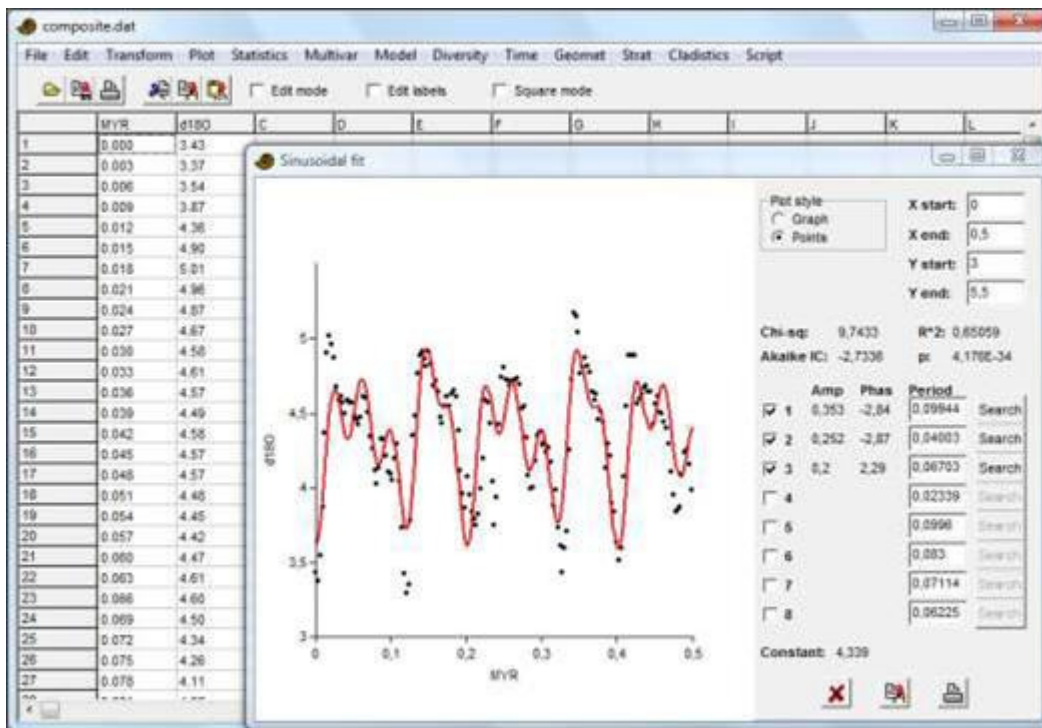 composite.dat
File Edit Transform Plot Statistics Multivar Model Diversity Time Geomet Strat Cladistics Script
Edit mode Edit labels Square mode
MYR d18O C D E F G H I J K L
1 0.000 3.43
2 0.003 3.37
3 0.006 3.54
4 0.009 3.87
5 0.012 4.36
6 0.015 4.90
7 0.018 5.01
8 0.021 4.96
9 0.024 4.87
10 0.027 4.67
11 0.030 4.58
12 0.033 4.61
13 0.036 4.57
14 0.039 4.49
15 0.042 4.58
16 0.045 4.57
17 0.048 4.57
18 0.051 4.48
19 0.054 4.45
20 0.057 4.42
21 0.060 4.47
22 0.063 4.61
23 0.066 4.60
24 0.069 4.50
25 0.072 4.34
26 0.075 4.26
27 0.078 4.11
Sinusoidal fit
5
4.5
4
3.5
3
d18O
0 0,1 0,2 0,3 0,4 0,5
MYR
Plot style
Graph
Points
X start: 0
X end: 0,5
Y start: 3
Y end: 5,5
Chi-sq: 9,7433 R^2: 0,65059
Akaike IC: -2,7336 p: 4,176E-34
Amp Phas Period
1 0,353 -2,84 0,09944 Search
2 0,252 -2,87 0,04003 Search
3 0,2 2,29 0,06703 Search
4 0,02339 Search
5 0,0996 Search
6 0,083 Search
7 0,07114 Search
8 0,06225 Search
Constant: 4,339